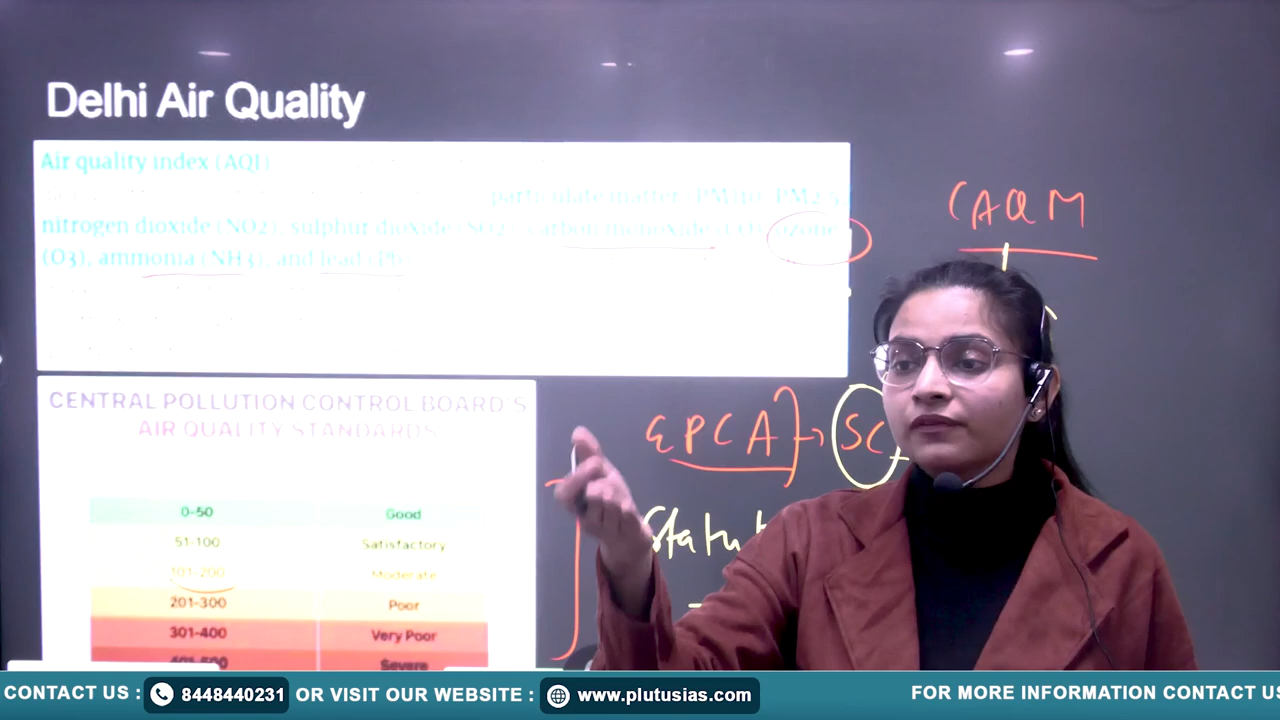 Delhi Air Quality
Air quality index (AQI)
particulate matter (PM10, PM2.5)
nitrogen dioxide (NO2), sulphur dioxide (SO2), carbon monoxide (CO), ozone
(O3), ammonia (NH3), and lead (Pb)
CAQM
CENTRAL POLLUTION CONTROL BOARD'S
AIR QUALITY STANDARDS
0-50 Good
51-100 Satisfactory
101-200 Moderate
201-300 Poor
301-400 Very Poor
401-500 Severe
EPCA → SC
Statut
CONTACT US : 8448440231 OR VISIT OUR WEBSITE : www.plutusias.com FOR MORE INFORMATION CONTACT US